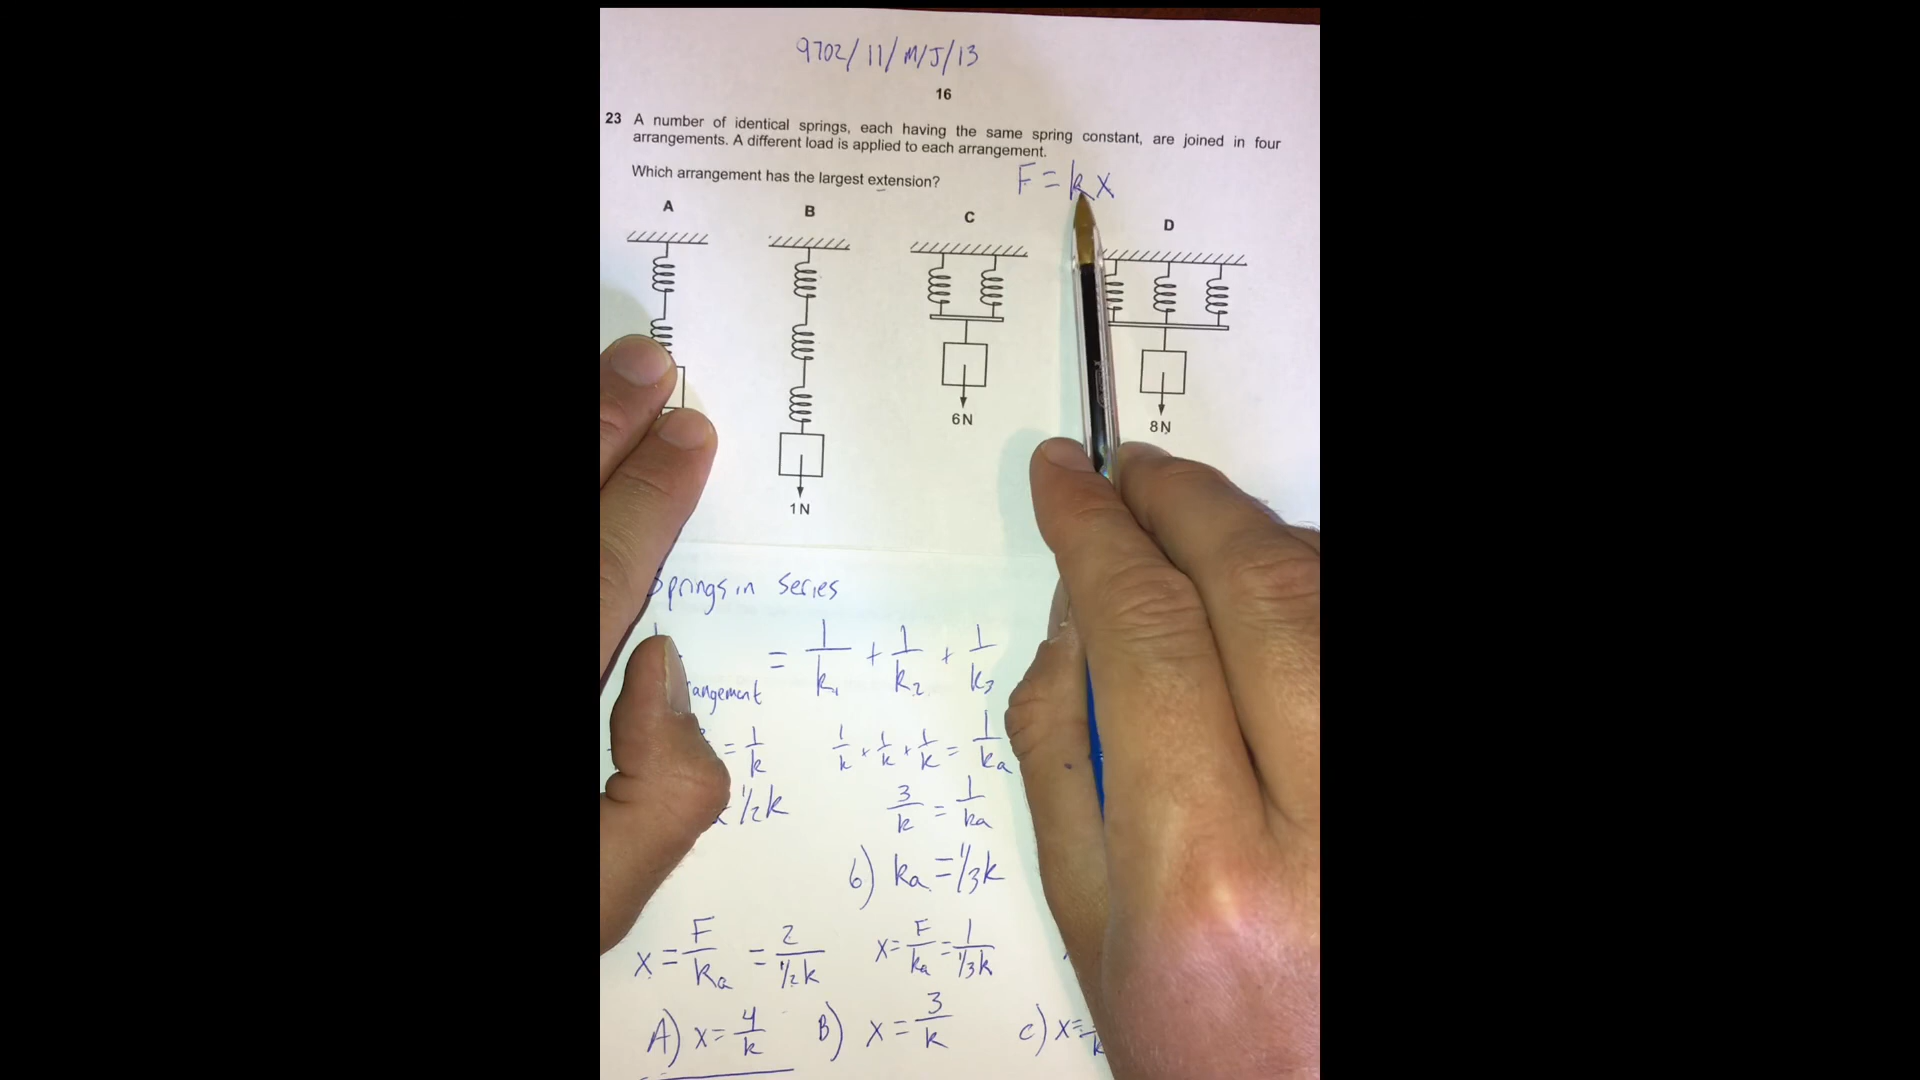 9702/11/M/J/13
16
23 A number of identical springs, each having the same spring constant, are joined in four
arrangements. A different load is applied to each arrangement.
Which arrangement has the largest extension?
F = kx
A B C D
6N
8N
1N
Springs in series
= 1/k1 + 1/k2 + 1/k3
rangement
= 1/k
1/k + 1/k + 1/k = 1/ka
1/2k
3/k = 1/ka
6) ka = 1/3k
x = F/ka = 2/1/2k
x = F/ka = 1/1/3k
A) x = 4/k
B) x = 3/k
c) x =